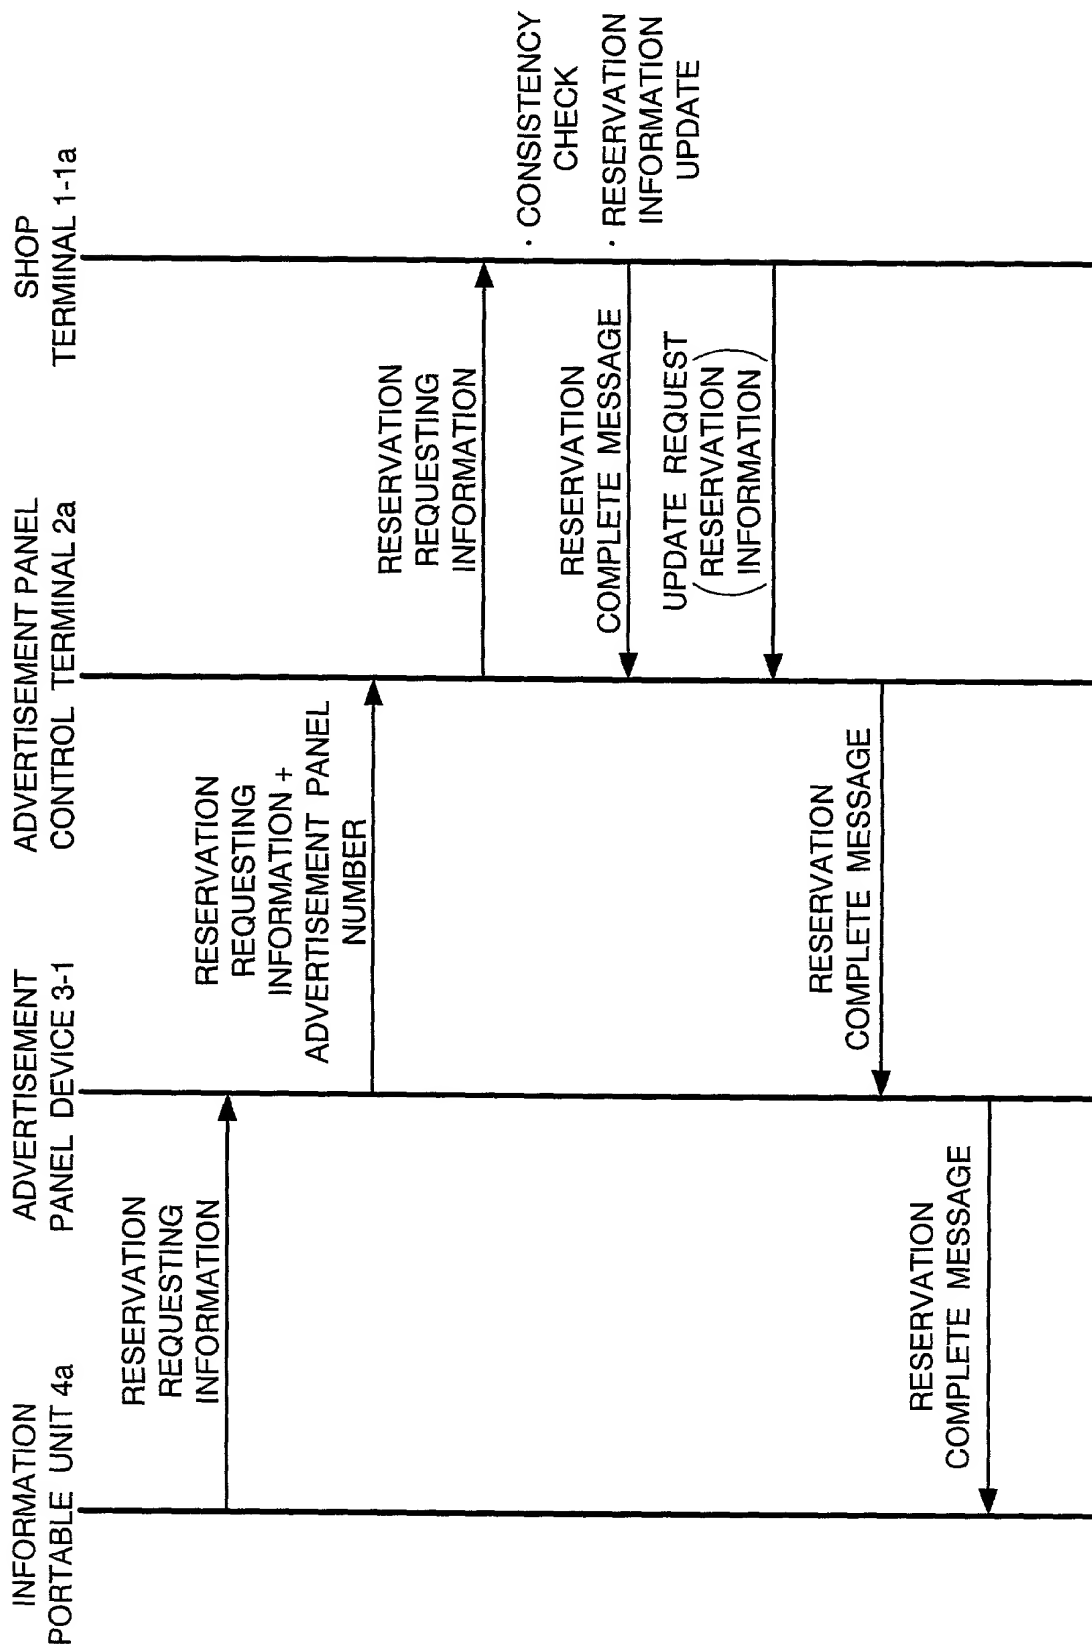 INFORMATION
PORTABLE UNIT 4a
ADVERTISEMENT
PANEL DEVICE 3-1
ADVERTISEMENT PANEL
CONTROL TERMINAL 2a
SHOP
TERMINAL 1-1a
RESERVATION
REQUESTING
INFORMATION
RESERVATION
REQUESTING
INFORMATION +
ADVERTISEMENT PANEL
NUMBER
RESERVATION
REQUESTING
INFORMATION
· CONSISTENCY
CHECK
· RESERVATION
INFORMATION
UPDATE
RESERVATION
COMPLETE MESSAGE
UPDATE REQUEST
(RESERVATION
INFORMATION)
RESERVATION
COMPLETE MESSAGE
RESERVATION
COMPLETE MESSAGE